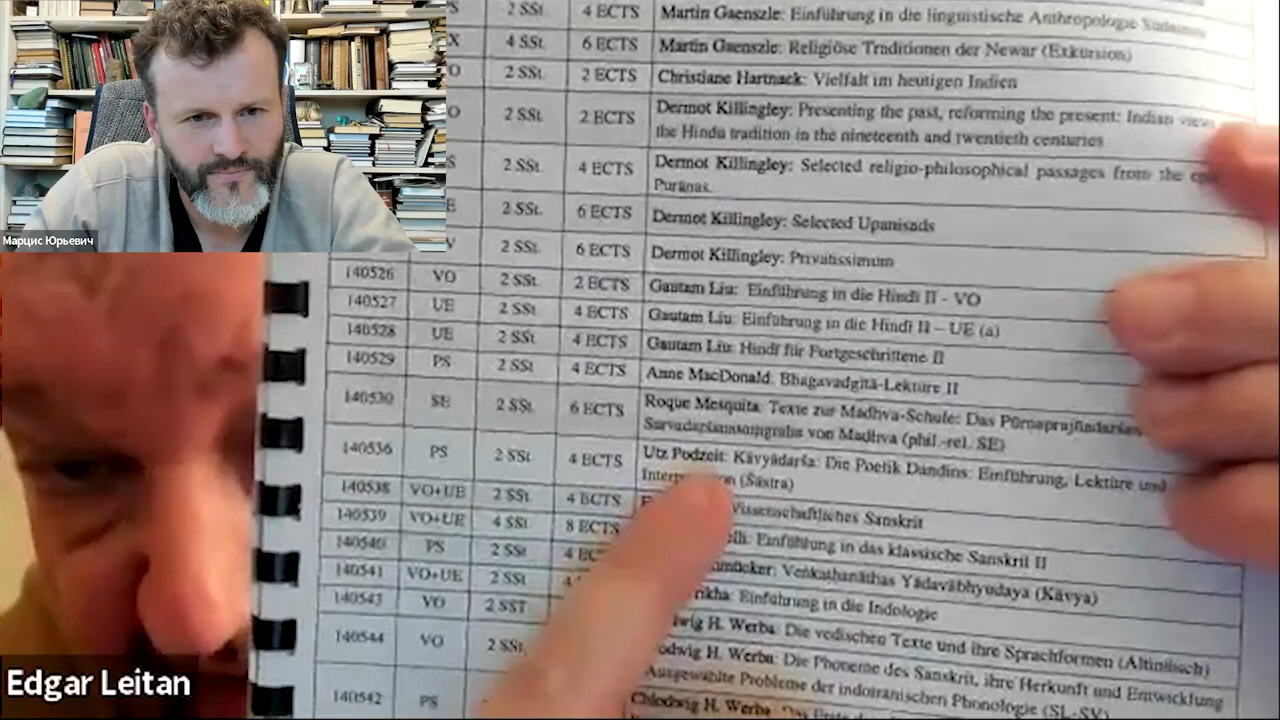 2 SSt. 4 ECTS Martin Gaenszle: Einführung in die linguistische Anthropologie
X 4 SSt. 6 ECTS Martin Gaenszle: Religiöse Traditionen der Newar (Exkursion)
O 2 SSt. 2 ECTS Christiane Hartnack: Vielfalt im heutigen Indien
O 2 SSt. 2 ECTS Dermot Killingley: Presenting the past, reforming the present: Indian views
the Hindu tradition in the nineteenth and twentieth centuries
S 2 SSt. 4 ECTS Dermot Killingley: Selected religio-philosophical passages from the
Purāṇas
E 2 SSt. 6 ECTS Dermot Killingley: Selected Upaniṣads
V 2 SSt. 6 ECTS Dermot Killingley: Privatissimum
140526 VO 2 SSt. 2 ECTS Gautam Liu: Einführung in die Hindī II - VO
140527 UE 2 SSt. 4 ECTS Gautam Liu: Einführung in die Hindī II – UE (a)
140528 UE 2 SSt. 4 ECTS Gautam Liu: Hindī für Fortgeschrittene II
140529 PS 2 SSt. 4 ECTS Anne MacDonald: Bhagavadgītā-Lektüre II
140530 SE 2 SSt. 6 ECTS Roque Mesquita: Texte zur Madhva-Schule: Das
von Madhva (phil.-rel. SE)
140536 PS 2 SSt. 4 ECTS Utz Podzeit: Kāvyādarśa: Die Poetik Daṇḍins: Einführung, Lektüre und
(Śāstra)
140538 VO+UE 2 SSt. 4 ECTS Wissenschaftliches Sanskrit
140539 VO+UE 4 SSt. 8 ECTS Einführung in das klassische Sanskrit II
140540 PS 2 SSt. 4 Veṅkaṭanāthas Yādavābhyudaya (Kāvya)
140541 VO+UE 2 SSt. Einführung in die Indologie
140543 VO 2 SST H. Werba: Die vedischen Texte und ihre Sprachformen (Altindisch)
140544 VO 2 SSt. H. Werba: Die Phoneme des Sanskrit, ihre Herkunft und Entwicklung
Ausgewählte Probleme der indoiranischen Phonologie (SL-SV)
140542 PS Chlodwig H. Werba:
Марцис Юрьевич
Edgar Leitan